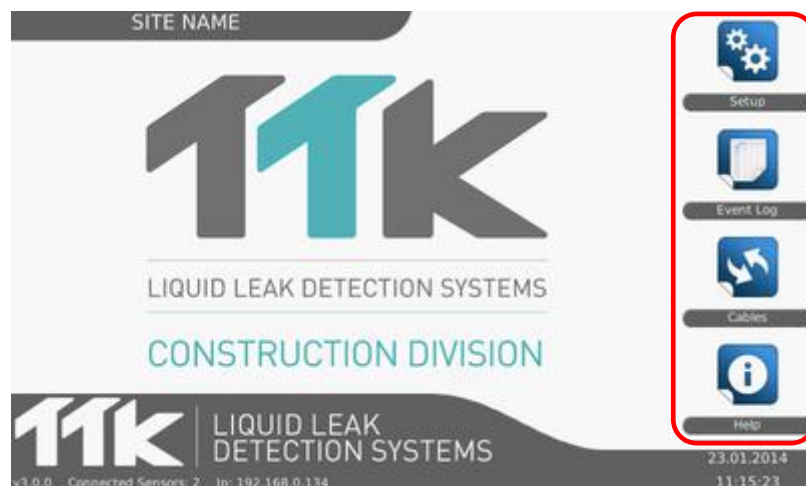 SITE NAME
TTK
LIQUID LEAK DETECTION SYSTEMS
CONSTRUCTION DIVISION
Setup
Event Log
Cables
Help
TTK
LIQUID LEAK
DETECTION SYSTEMS
v3.0.0 Connected Sensors: 2 Ip: 192.168.0.134
23.01.2014
11:15:23